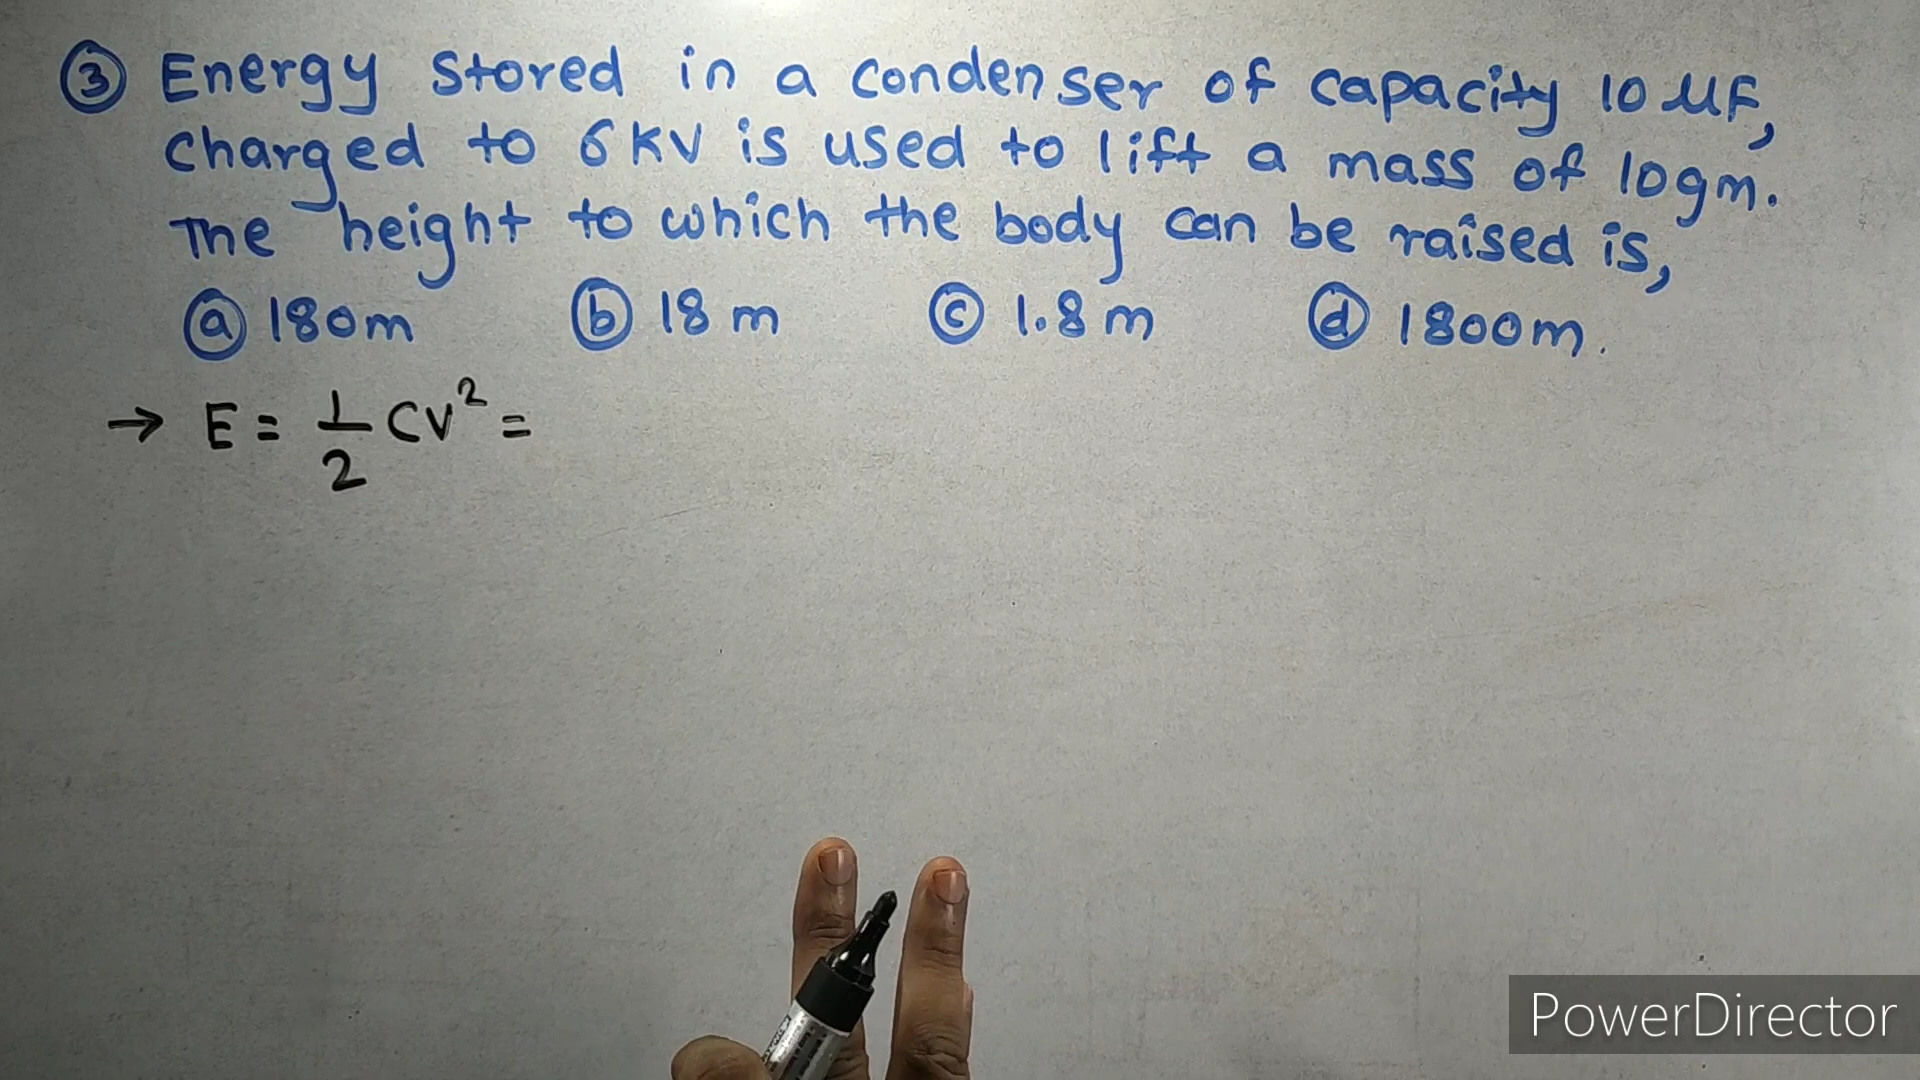 ③ Energy stored in a condenser of capacity 10 μF,
charged to 6 KV is used to lift a mass of 10gm.
The height to which the body can be raised is,
ⓐ 180m ⓑ 18 m ⓒ 1.8 m ⓓ 1800m.
→ E = 1/2 CV² =
PowerDirector